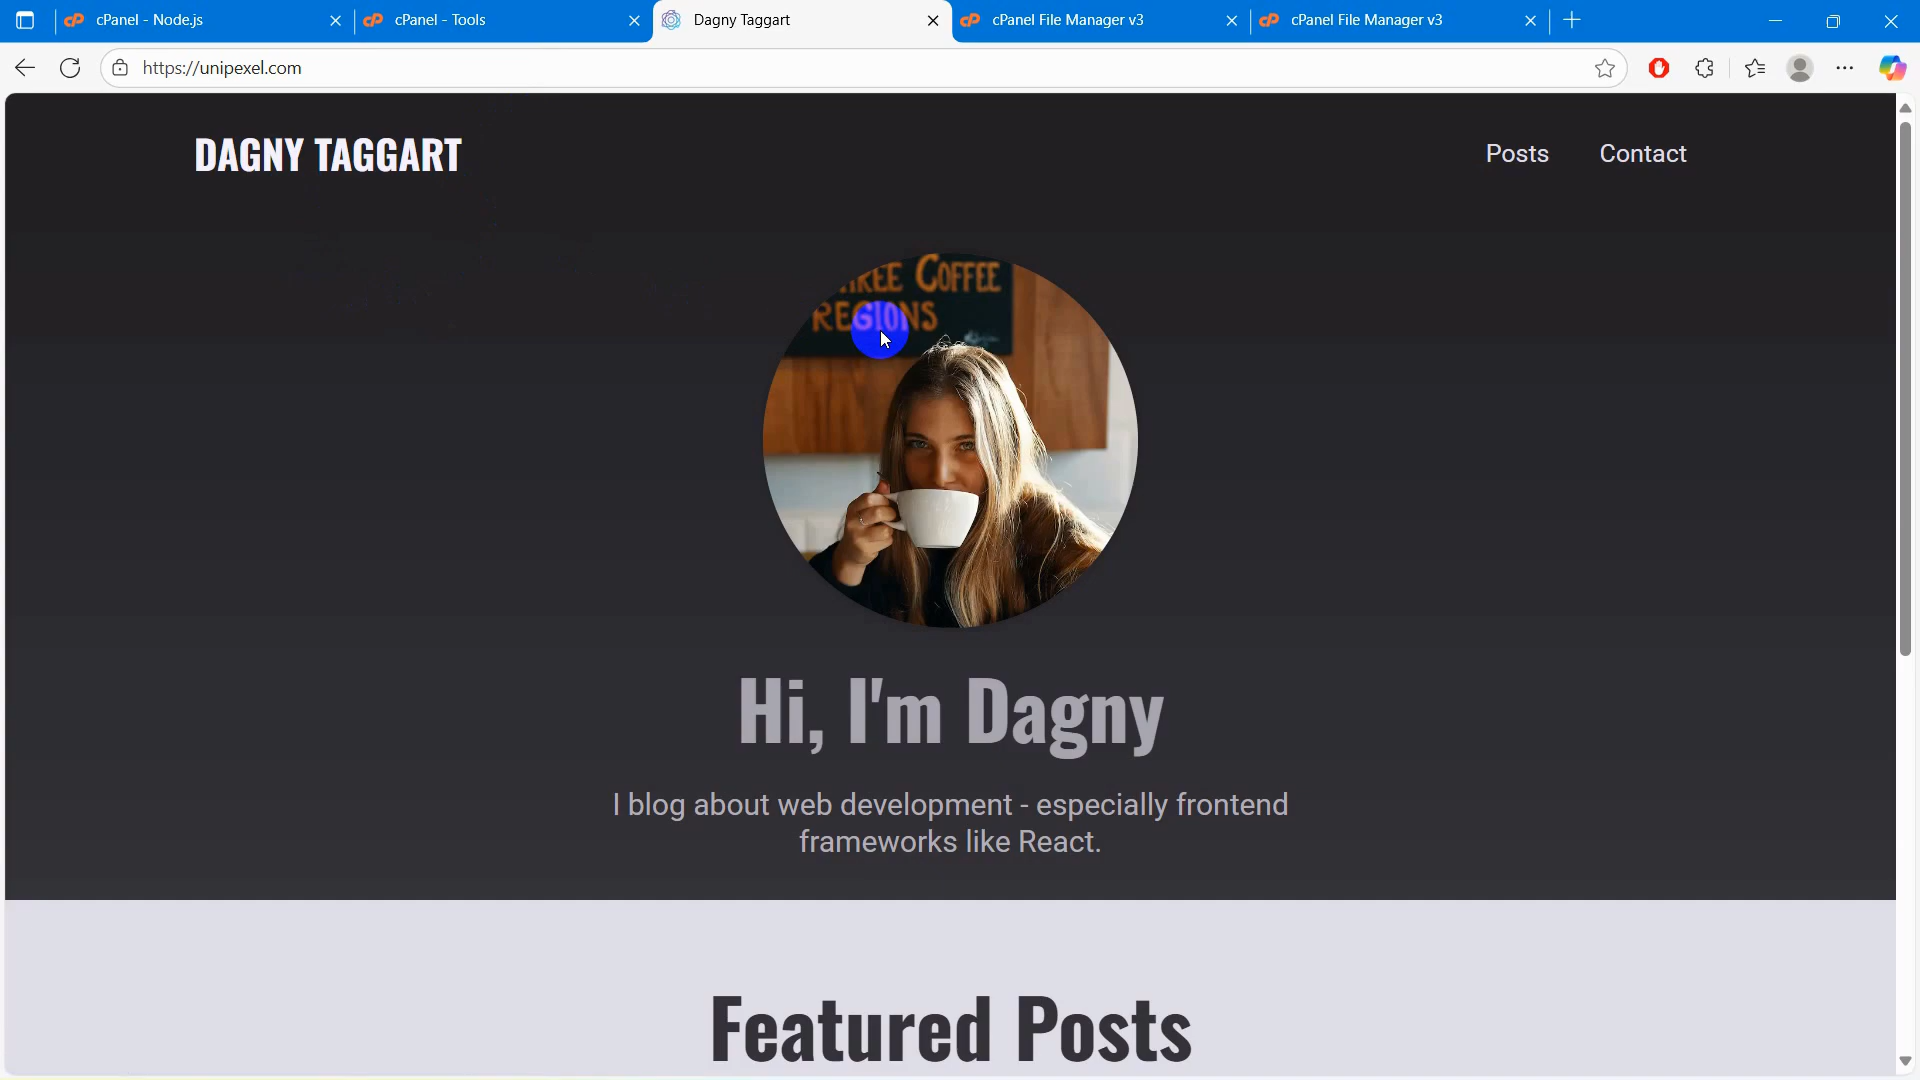 cPanel - Node.js
cPanel - Tools
Dagny Taggart
cPanel File Manager v3
cPanel File Manager v3
https://unipexel.com
DAGNY TAGGART
Posts
Contact
COFFEE
REGIONS
Hi, I'm Dagny
I blog about web development - especially frontend
frameworks like React.
Featured Posts